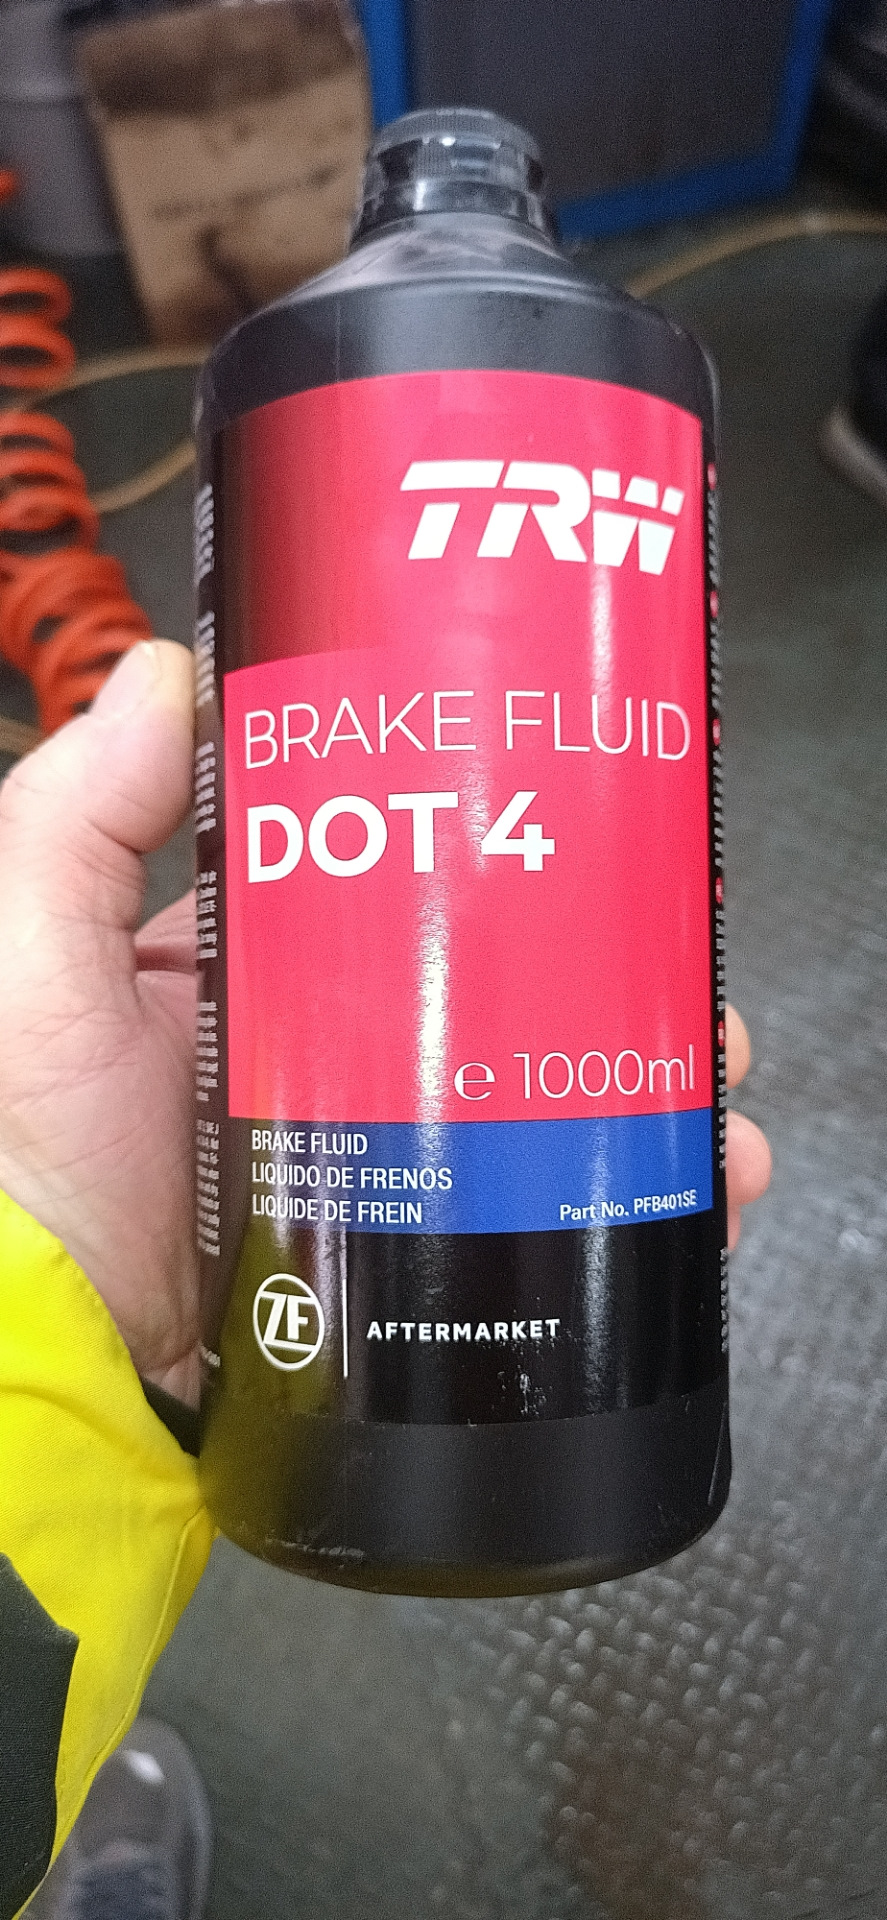 TRW
BRAKE FLUID
DOT 4
e 1000ml
BRAKE FLUID
LIQUIDO DE FRENOS
LIQUIDE DE FREIN
Part No. PFB401SE
ZF
AFTERMARKET